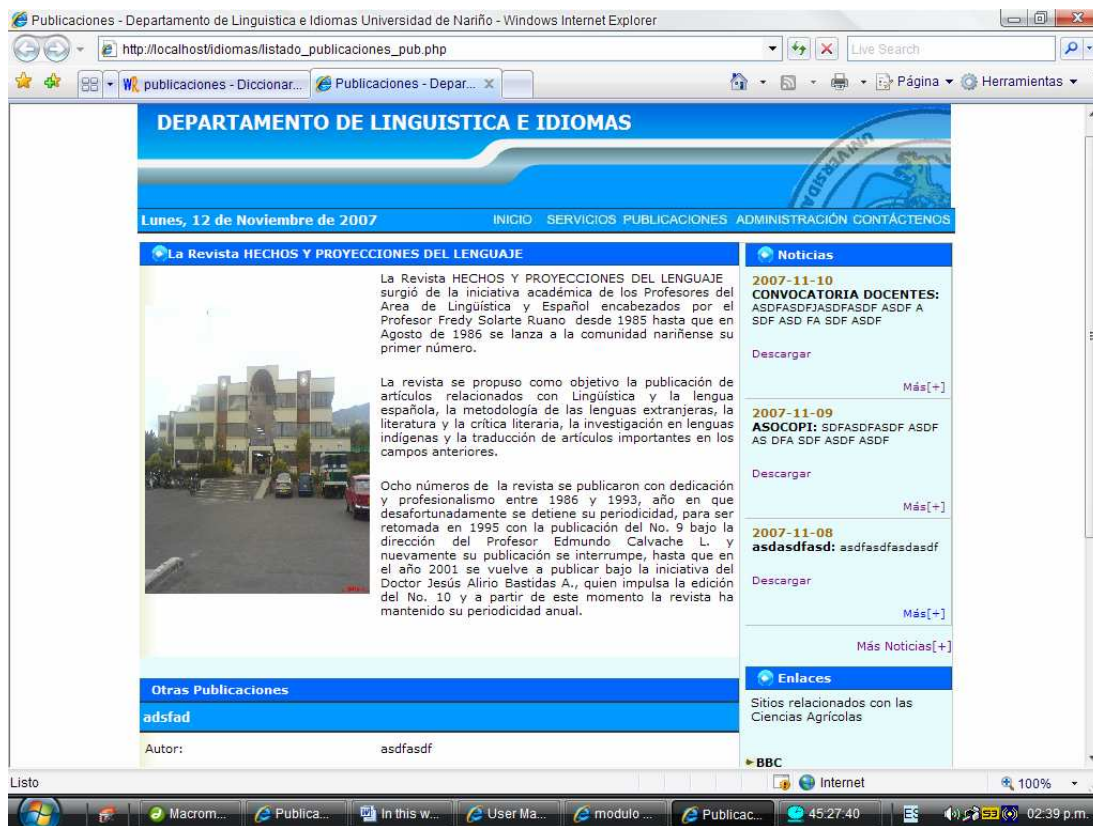 Publicaciones - Departamento de Linguistica e Idiomas Universidad de Nariño - Windows Internet Explorer
http://localhost/idiomas/listado_publicaciones_pub.php
Live Search
publicaciones - Diccionar...
Publicaciones - Depar...
Página
Herramientas
DEPARTAMENTO DE LINGUISTICA E IDIOMAS
UNIVERSIDAD
Lunes, 12 de Noviembre de 2007
INICIO SERVICIOS PUBLICACIONES ADMINISTRACIÓN CONTÁCTENOS
La Revista HECHOS Y PROYECCIONES DEL LENGUAJE
La Revista HECHOS Y PROYECCIONES DEL LENGUAJE
surgió de la iniciativa académica de los Profesores del
Area de Lingüística y Español encabezados por el
Profesor Fredy Solarte Ruano desde 1985 hasta que en
Agosto de 1986 se lanza a la comunidad nariñense su
primer número.
La revista se propuso como objetivo la publicación de
artículos relacionados con Lingüística y la lengua
española, la metodología de las lenguas extranjeras, la
literatura y la crítica literaria, la investigación en lenguas
indígenas y la traducción de artículos importantes en los
campos anteriores.
Ocho números de la revista se publicaron con dedicación
y profesionalismo entre 1986 y 1993, año en que
desafortunadamente se detiene su periodicidad, para ser
retomada en 1995 con la publicación del No. 9 bajo la
dirección del Profesor Edmundo Calvache L. y
nuevamente su publicación se interrumpe, hasta que en
el año 2001 se vuelve a publicar bajo la iniciativa del
Doctor Jesús Alirio Bastidas A., quien impulsa la edición
del No. 10 y a partir de este momento la revista ha
mantenido su periodicidad anual.
Otras Publicaciones
adsfad
Autor: asdfasdf
Noticias
2007-11-10
CONVOCATORIA DOCENTES:
ASDFASDFJASDFASDF ASDF A
SDF ASD FA SDF ASDF
Descargar
Más[+]
2007-11-09
ASOCOPI: SDFASDFASDF ASDF
AS DFA SDF ASDF ASDF
Descargar
Más[+]
2007-11-08
asdasdfasd: asdfasdfasdasdf
Descargar
Más[+]
Más Noticias[+]
Enlaces
Sitios relacionados con las
Ciencias Agrícolas
BBC
Listo
Internet
100%
Macrom...
Publica...
In this w...
User Ma...
modulo ...
Publicac...
45:27:40
ES
53
02:39 p.m.